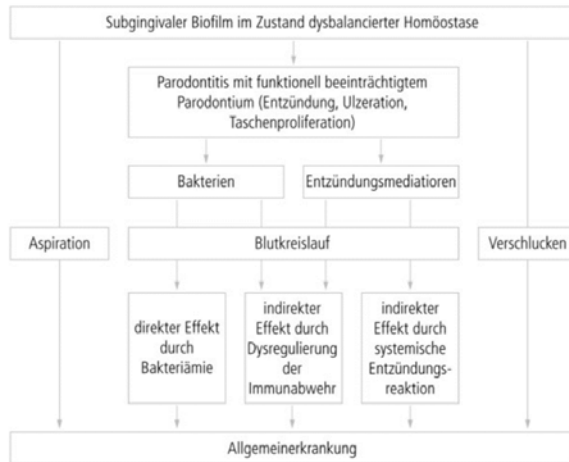 Subgingivaler Biofilm im Zustand dysbalancierter Homöostase
Parodontitis mit funktionell beeinträchtigtem
Parodontium (Entzündung, Ulzeration,
Taschenproliferation)
Bakterien
Entzündungsmediatioren
Aspiration
Blutkreislauf
Verschlucken
direkter Effekt
durch
Bakteriämie
indirekter
Effekt durch
Dysregulierung
der
Immunabwehr
indirekter
Effekt durch
systemische
Entzündungs-
reaktion
Allgemeinerkrankung